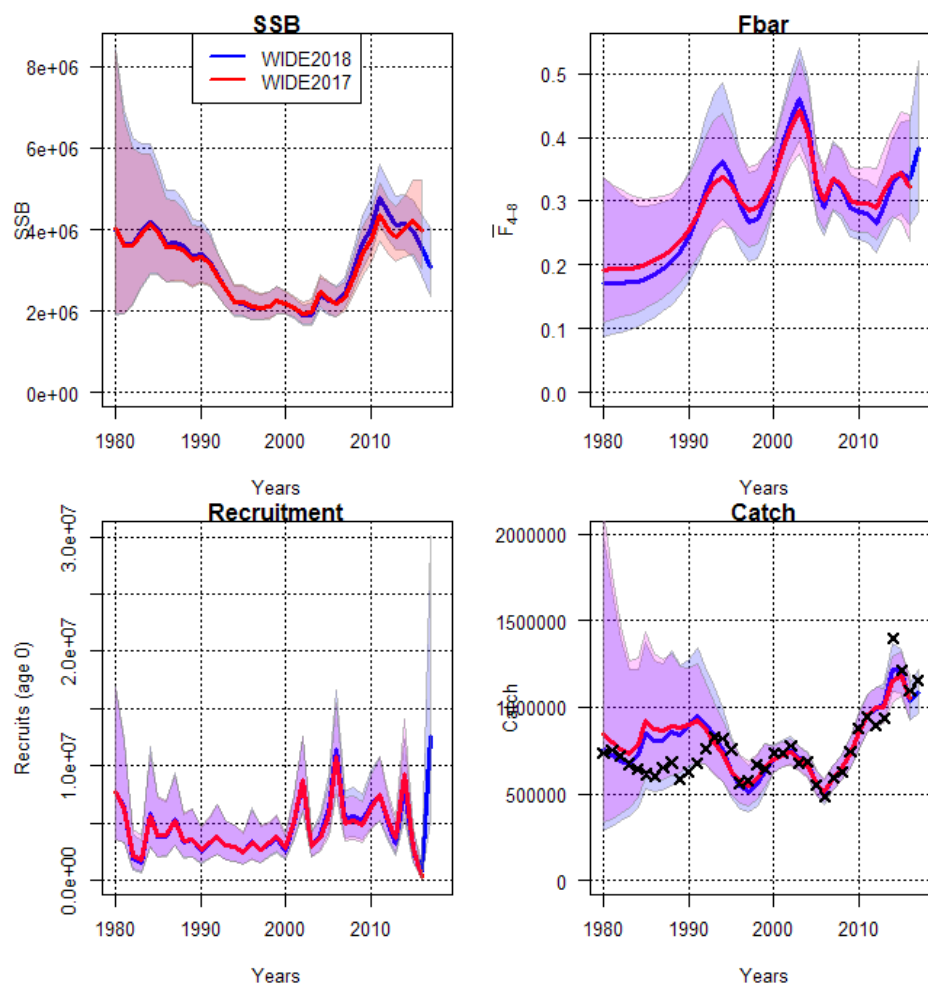 SSB
WIDE2018
WIDE2017
8e+06
6e+06
4e+06
2e+06
0e+00
SSB
1980
1990
2000
2010
Years
Fbar
0.5
0.4
0.3
0.2
0.1
0.0
F4-8
1980
1990
2000
2010
Years
Recruitment
3.0e+07
2.0e+07
1.0e+07
0.0e+00
Recruits (age 0)
1980
1990
2000
2010
Years
Catch
2000000
1500000
1000000
500000
0
Catch
1980
1990
2000
2010
Years